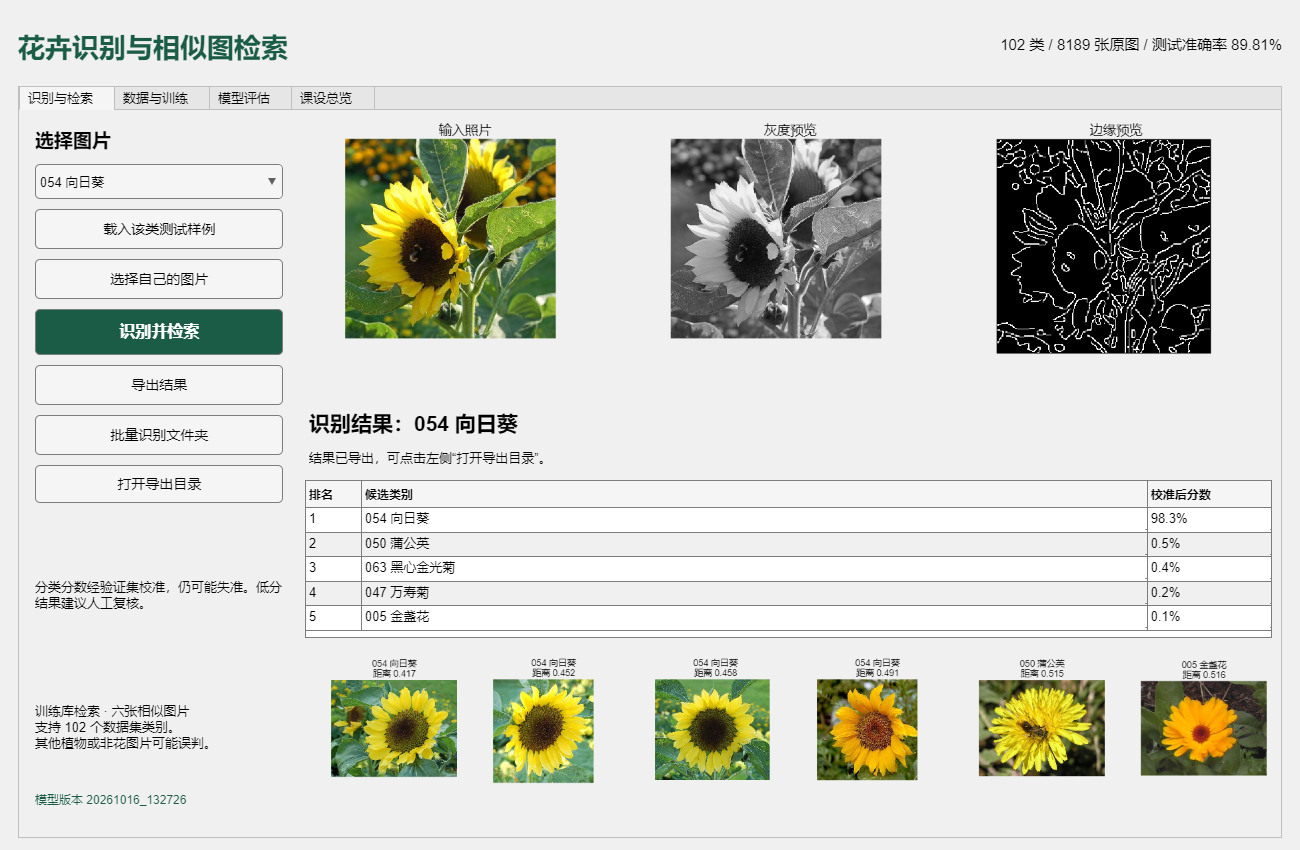 花卉识别与相似图检索
102 类 / 8189 张原图 / 测试准确率 89.81%
识别与检索 数据与训练 模型评估 课设总览
选择图片
054 向日葵
载入该类测试样例
选择自己的图片
识别并检索
导出结果
批量识别文件夹
打开导出目录
分类分数经验证集校准，仍可能失准。低分
结果建议人工复核。
训练库检索 · 六张相似图片
支持 102 个数据集类别。
其他植物或非花图片可能误判。
模型版本 20261016_132726
输入照片 灰度预览 边缘预览
识别结果：054 向日葵
结果已导出，可点击左侧“打开导出目录”。
排名 候选类别 校准后分数
1 054 向日葵 98.3%
2 050 蒲公英 0.5%
3 063 黑心金光菊 0.4%
4 047 万寿菊 0.2%
5 005 金盏花 0.1%
054 向日葵
距离 0.417
054 向日葵
距离 0.452
054 向日葵
距离 0.458
054 向日葵
距离 0.491
050 蒲公英
距离 0.515
005 金盏花
距离 0.516